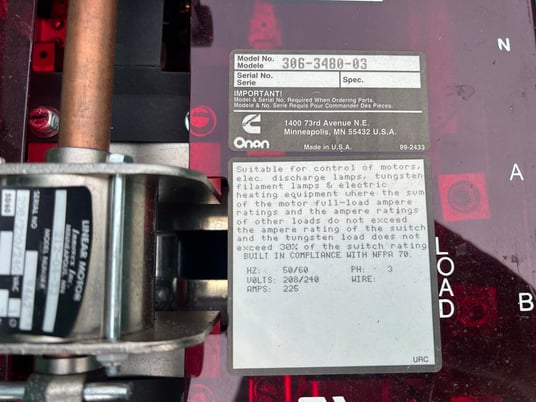 Model No.
Modele
306-3480-03
Serial No.
Serie
Spec.
IMPORTANT!
Model & Serial No. Required When Ordering Parts.
Modele & No. Serie Requis Pour Commander Des Pieces.
Onan
1400 73rd Avenue N.E.
Minneapolis, MN 55432 U.S.A.
Made in U.S.A.
99-2433
Suitable for control of motors,
elec. discharge lamps, tungsten
filament lamps & electric
heating equipment where the sum
of the motor full-load ampere
ratings and the ampere ratings
of other loads do not exceed
the ampere rating of the switch
and the tungsten load does not
exceed 30% of the switch rating
BUILT IN COMPLIANCE WITH NFPA 70.
HZ: 50/60 PH: 3
VOLTS: 208/240 WIRE:
AMPS: 225
URC
N
A
B
LOAD
LINEAR MOTOR
SERIAL NO